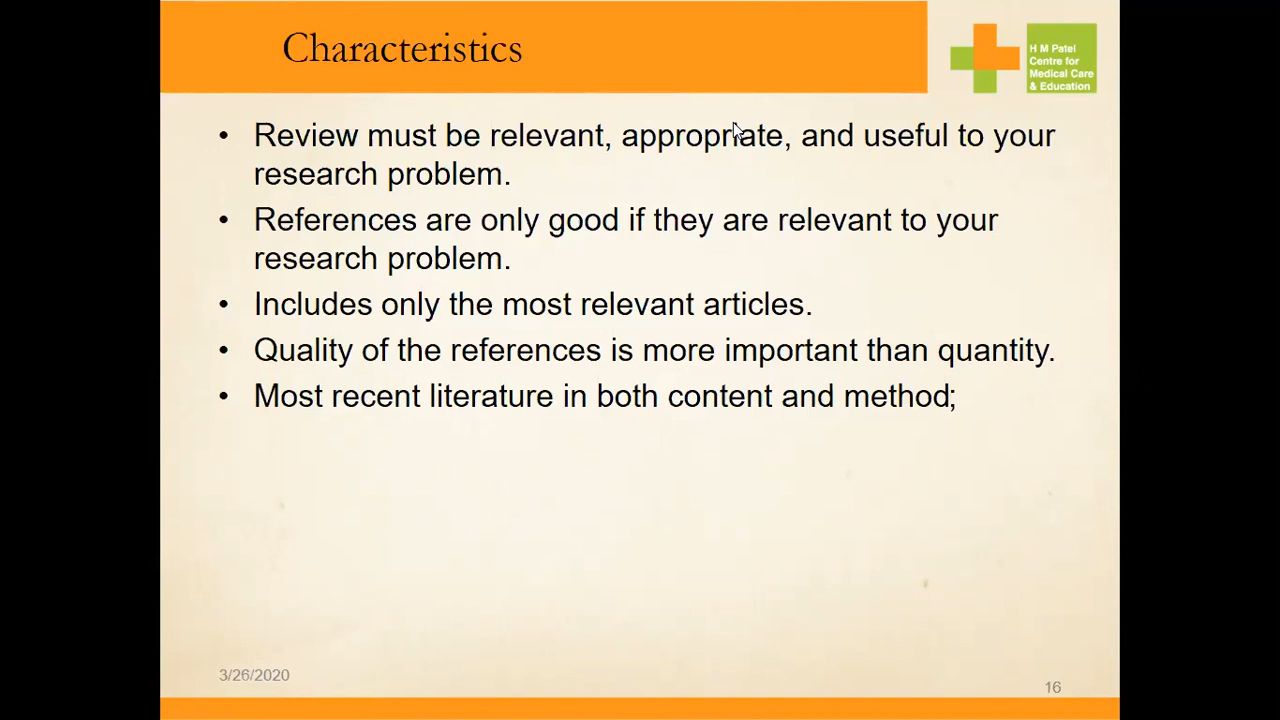 Characteristics
H M Patel
Centre for
Medical Care
& Education
• Review must be relevant, appropriate, and useful to your
research problem.
• References are only good if they are relevant to your
research problem.
• Includes only the most relevant articles.
• Quality of the references is more important than quantity.
• Most recent literature in both content and method;
3/26/2020
16